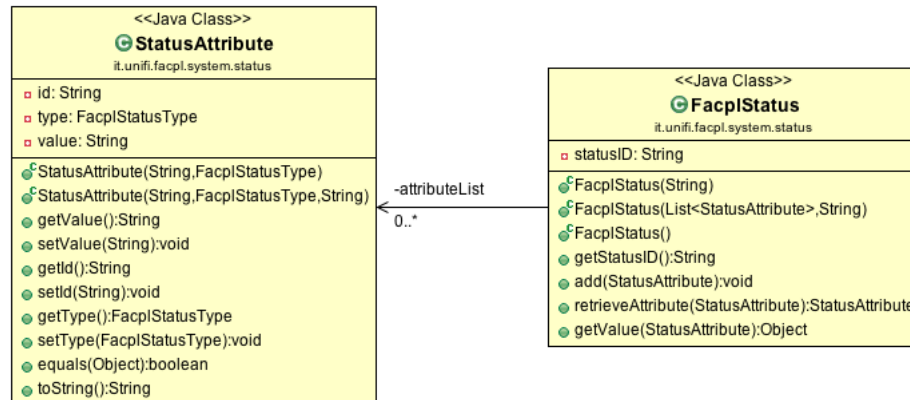 <<Java Class>>
StatusAttribute
it.unifi.facpl.system.status
id: String
type: FacplStatusType
value: String
StatusAttribute(String,FacplStatusType)
StatusAttribute(String,FacplStatusType,String)
getValue():String
setValue(String):void
getId():String
setId(String):void
getType():FacplStatusType
setType(FacplStatusType):void
equals(Object):boolean
toString():String
-attributeList
0..*
<<Java Class>>
FacplStatus
it.unifi.facpl.system.status
statusID: String
FacplStatus(String)
FacplStatus(List<StatusAttribute>,String)
FacplStatus()
getStatusID():String
add(StatusAttribute):void
retrieveAttribute(StatusAttribute):StatusAttribute
getValue(StatusAttribute):Object